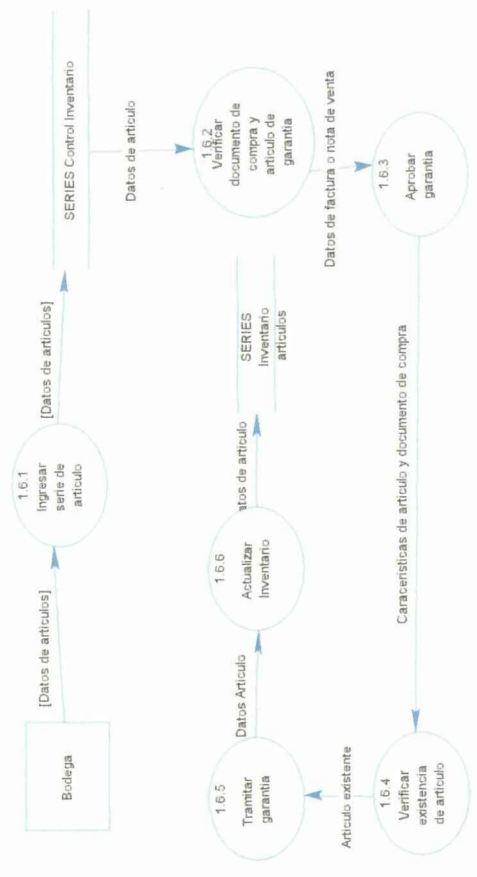 Bodega
[Datos de articulos]
1.6.1
Ingresar
serie de
articulo
[Datos de articulos]
SERIES Control Inventario
Datos de articulo
1.6.2
Verificar
documento de
compra y
articulo de
garantia
Datos de factura o nota de venta
1.6.3
Aprobar
garantia
Caraceristicas de articulo y documento de compra
1.6.4
Verificar
existencia
de articulo
Articulo existente
1.6.5
Tramitar
garantia
Datos Articulo
1.6.6
Actualizar
Inventario
atos de articulo
SERIES
Inventario
articulos